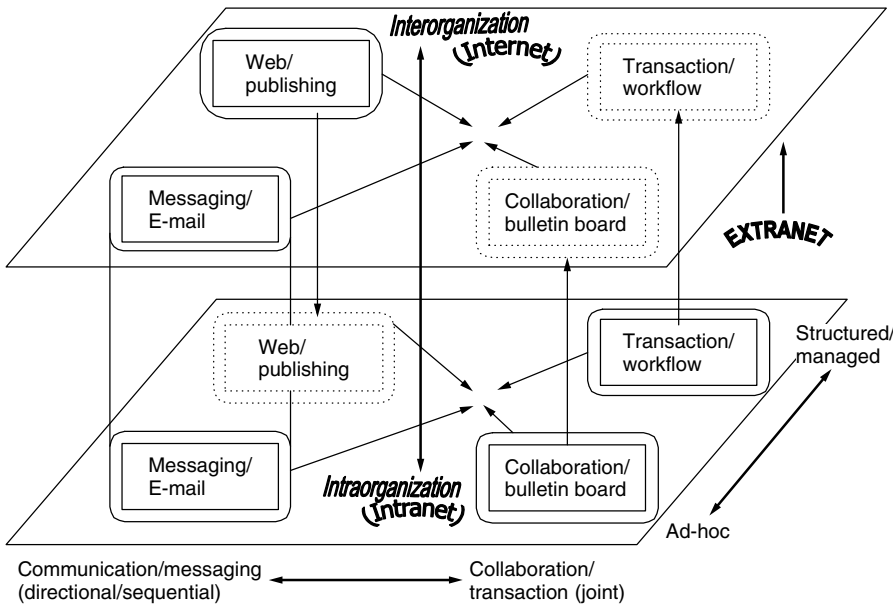 Interorganization
(Internet)
Web/
publishing
Transaction/
workflow
Messaging/
E-mail
Collaboration/
bulletin board
EXTRANET
Web/
publishing
Transaction/
workflow
Structured/
managed
Messaging/
E-mail
Collaboration/
bulletin board
Intraorganization
(Intranet)
Ad-hoc
Communication/messaging
(directional/sequential)
Collaboration/
transaction (joint)